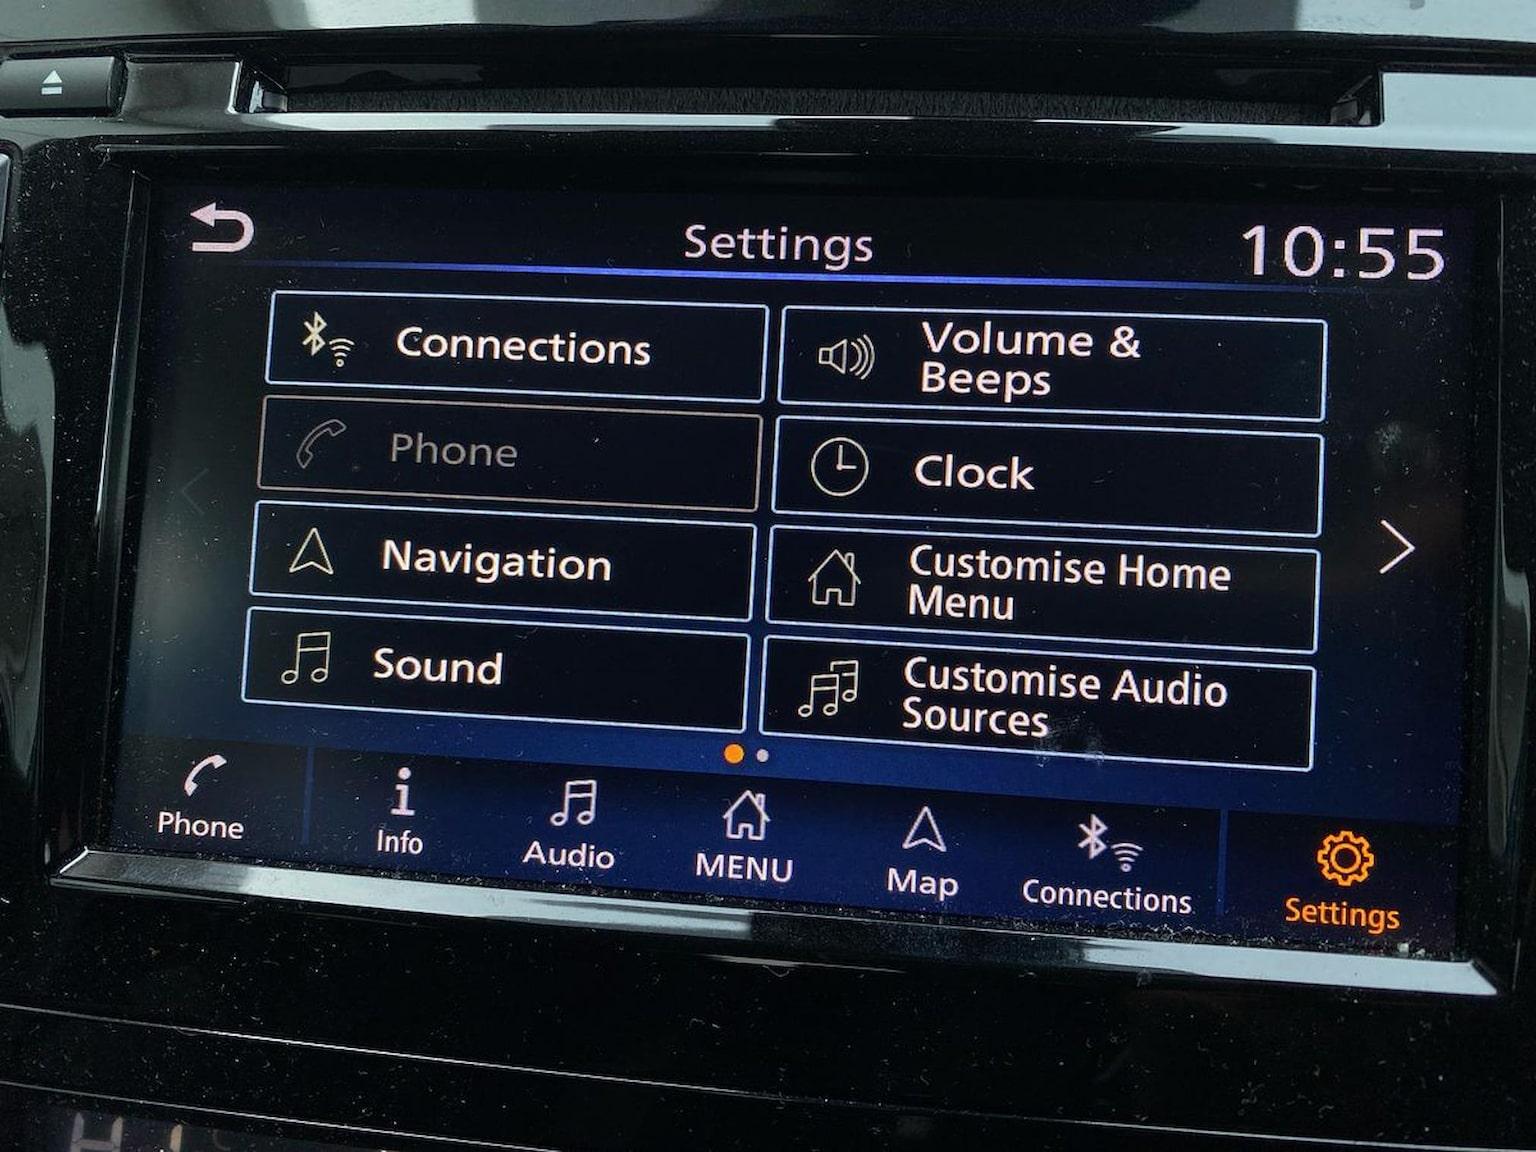 Settings
10:55
Connections
Volume &
Beeps
Phone
Clock
Navigation
Customise Home
Menu
Sound
Customise Audio
Sources
Phone
Info
Audio
MENU
Map
Connections
Settings